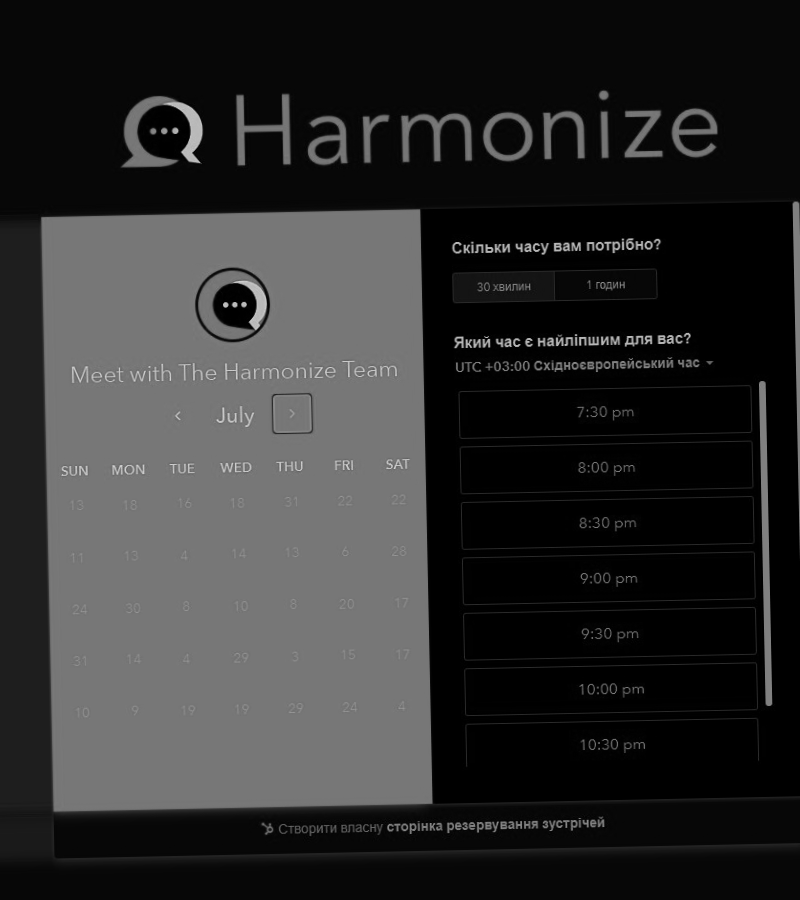 Harmonize
Meet with The Harmonize Team
July
SUN MON TUE WED THU FRI SAT
13 18 16 18 31 22 22
11 13 4 14 13 6 28
24 30 8 10 8 20 17
31 14 4 29 3 15 17
10 9 19 19 29 24 4
Скільки часу вам потрібно?
30 хвилин 1 годин
Який час є найліпшим для вас?
UTC +03:00 Східноєвропейський час
7:30 pm
8:00 pm
8:30 pm
9:00 pm
9:30 pm
10:00 pm
10:30 pm
Створити власну сторінка резервування зустрічей